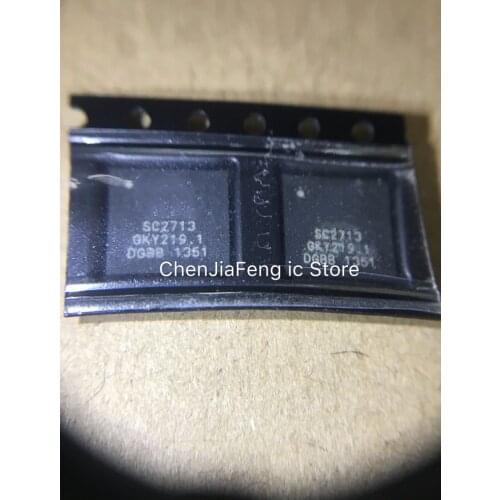 SC2713
GKY219.1
DGBB 1351
SC2713
GKY219.1
DGBB 1351
ChenJiaFeng ic Store